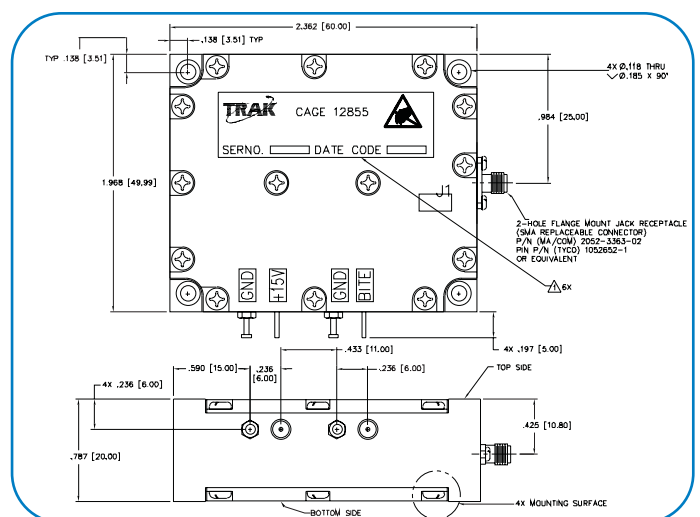 2.362 [60.00]
.138 [3.51] TYP
TYP .138 [3.51]
4X Ø.118 THRU
Ø.185 X 90°
.984 [25.00]
TRAK CAGE 12855
SERNO. DATE CODE
1.968 [49,99]
J1
2-HOLE FLANGE MOUNT JACK RECEPTACLE
(SMA REPLACEABLE CONNECTOR)
P/N (MA/COM) 2052-3363-02
PIN P/N (TYCO) 1052652-1
OR EQUIVALENT
1 6X
GND
+15V
GND
BITE
4X .197 [5.00]
.433 [11.00]
.590 [15.00]
.236
[6.00]
.236 [6.00]
4X .236 [6.00]
TOP SIDE
.425 [10.80]
.787 [20.00]
BOTTOM SIDE
4X MOUNTING SURFACE